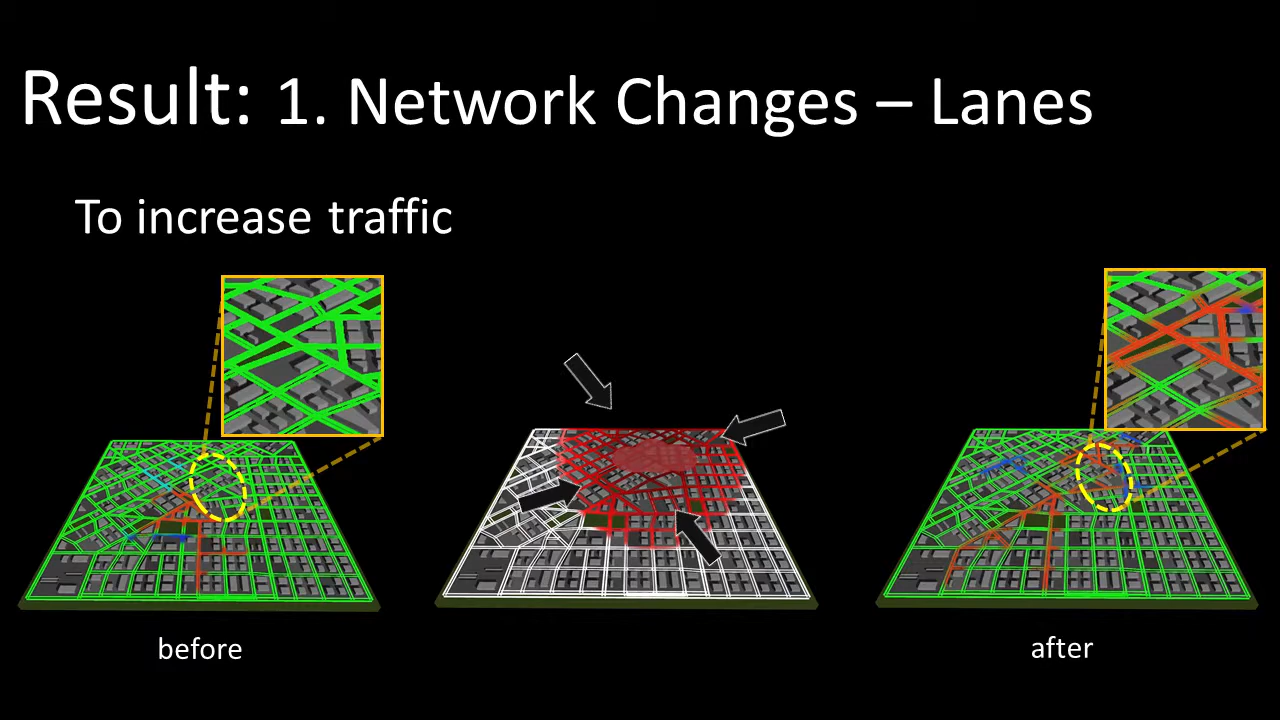 Result: 1. Network Changes – Lanes
To increase traffic
before
after